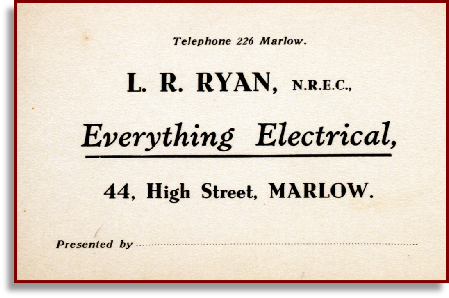 Telephone 226 Marlow.
L. R. RYAN, N.R.E.C.,
Everything Electrical,
44, High Street, MARLOW.
Presented by